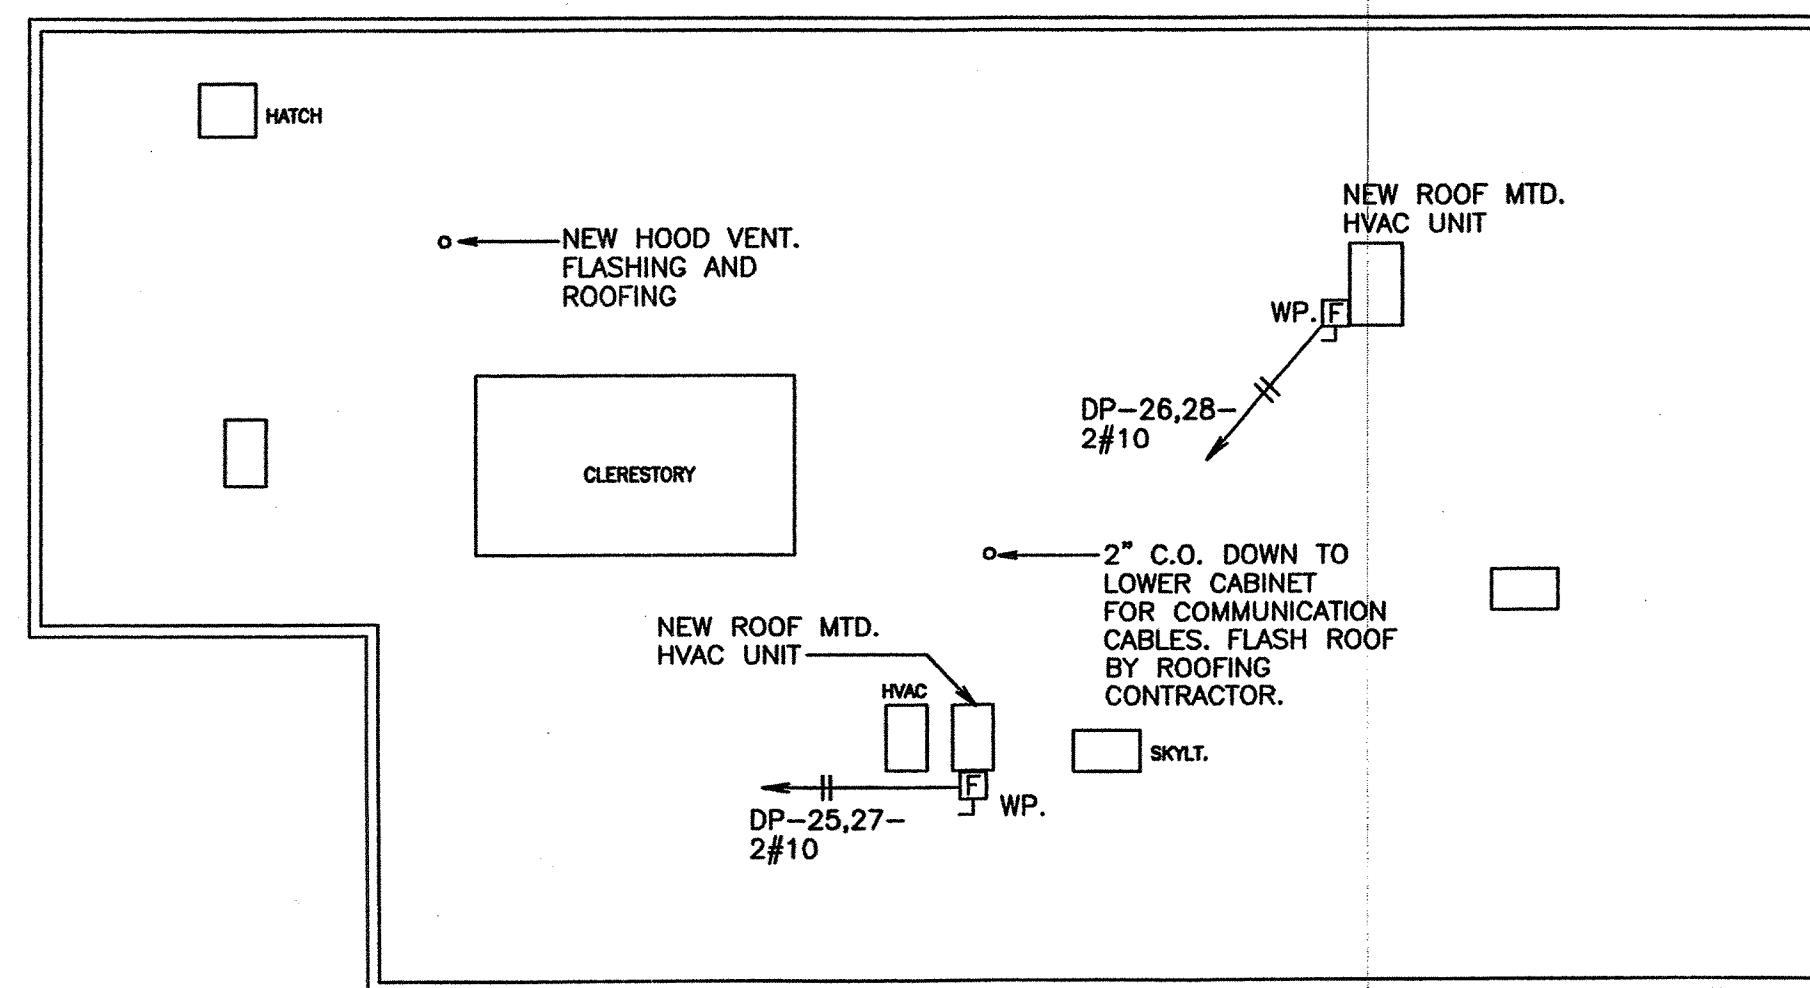 HATCH
NEW HOOD VENT.
FLASHING AND
ROOFING
NEW ROOF MTD.
HVAC UNIT
WP. F
DP-26,28-
2#10
CLERESTORY
2" C.O. DOWN TO
LOWER CABINET
FOR COMMUNICATION
CABLES. FLASH ROOF
BY ROOFING
CONTRACTOR.
NEW ROOF MTD.
HVAC UNIT
HVAC
SKYLT.
F WP.
DP-25,27-
2#10